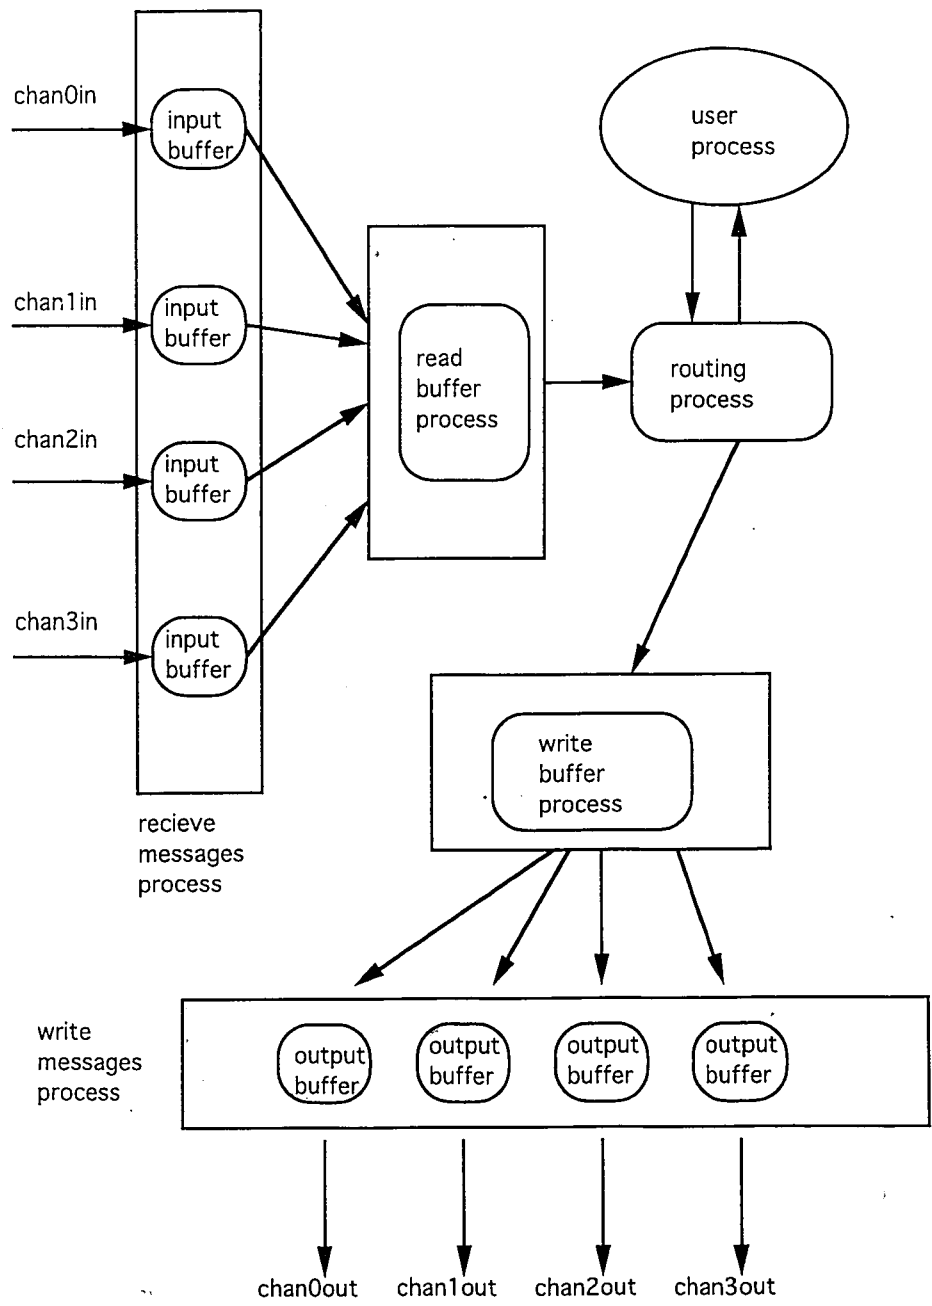 chan0in
input
buffer
user
process
chan1in
input
buffer
read
buffer
process
routing
process
chan2in
input
buffer
chan3in
input
buffer
write
buffer
process
recieve
messages
process
write
messages
process
output
buffer
output
buffer
output
buffer
output
buffer
chan0out
chan1out
chan2out
chan3out